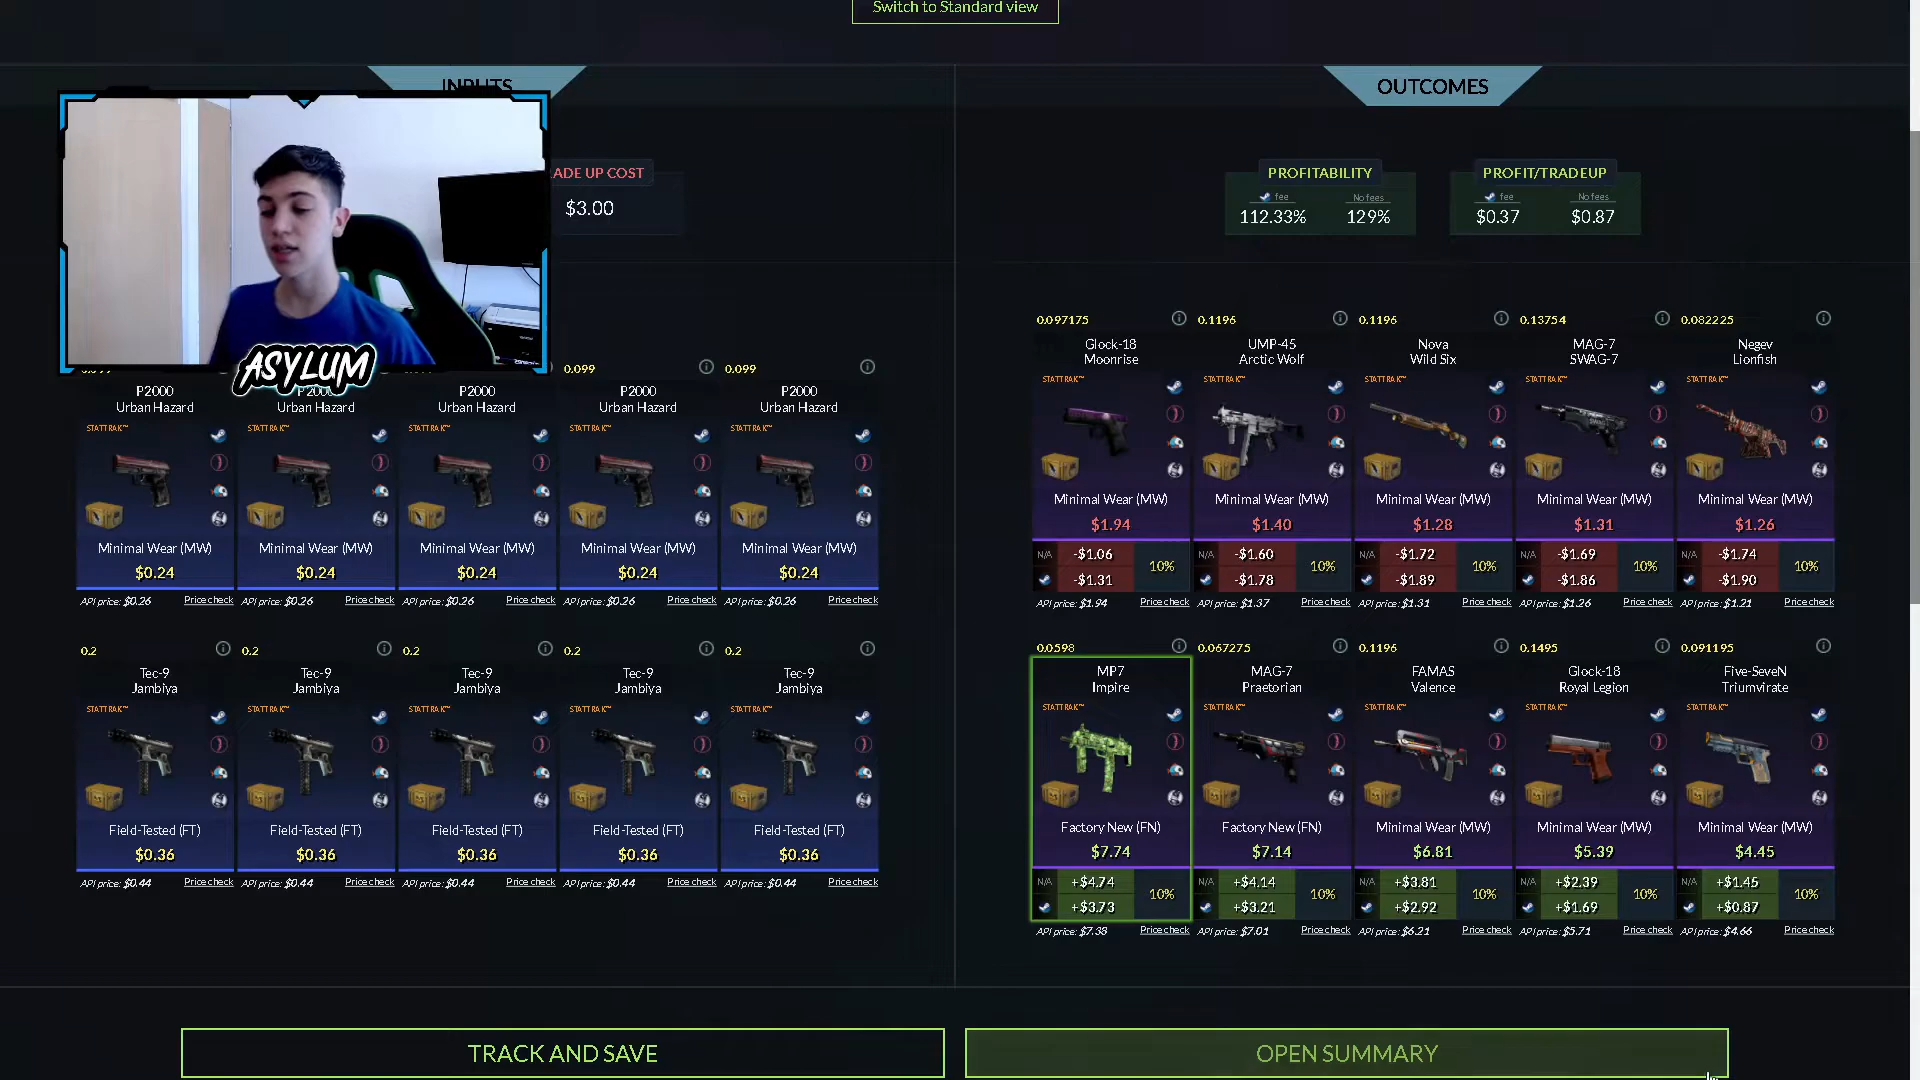 Switch to Standard view
INPUTS
OUTCOMES
ADE UP COST
$3.00
PROFITABILITY
fee
No fees
112.33%
129%
PROFIT/TRADEUP
fee
No fees
$0.37
$0.87
ASYLUM
0.099
0.099
P2000
Urban Hazard
P2000
Urban Hazard
P2000
Urban Hazard
P2000
Urban Hazard
P2000
Urban Hazard
STATTRAK™
STATTRAK™
STATTRAK™
STATTRAK™
STATTRAK™
Minimal Wear (MW)
Minimal Wear (MW)
Minimal Wear (MW)
Minimal Wear (MW)
Minimal Wear (MW)
$0.24
$0.24
$0.24
$0.24
$0.24
API price: $0.26 Price check
API price: $0.26 Price check
API price: $0.26 Price check
API price: $0.26 Price check
API price: $0.26 Price check
0.2
0.2
0.2
0.2
0.2
Tec-9
Jambiya
Tec-9
Jambiya
Tec-9
Jambiya
Tec-9
Jambiya
Tec-9
Jambiya
STATTRAK™
STATTRAK™
STATTRAK™
STATTRAK™
STATTRAK™
Field-Tested (FT)
Field-Tested (FT)
Field-Tested (FT)
Field-Tested (FT)
Field-Tested (FT)
$0.36
$0.36
$0.36
$0.36
$0.36
API price: $0.44 Price check
API price: $0.44 Price check
API price: $0.44 Price check
API price: $0.44 Price check
API price: $0.44 Price check
0.097175
0.1196
0.1196
0.13754
0.082225
Glock-18
Moonrise
UMP-45
Arctic Wolf
Nova
Wild Six
MAG-7
SWAG-7
Negev
Lionfish
STATTRAK™
STATTRAK™
STATTRAK™
STATTRAK™
STATTRAK™
Minimal Wear (MW)
Minimal Wear (MW)
Minimal Wear (MW)
Minimal Wear (MW)
Minimal Wear (MW)
$1.94
$1.40
$1.28
$1.31
$1.26
N/A -$1.06
-$1.31
10%
N/A -$1.60
-$1.78
10%
N/A -$1.72
-$1.89
10%
N/A -$1.69
-$1.86
10%
N/A -$1.74
-$1.90
10%
API price: $1.94 Price check
API price: $1.37 Price check
API price: $1.31 Price check
API price: $1.26 Price check
API price: $1.21 Price check
0.0598
0.067275
0.1196
0.1495
0.091195
MP7
Impire
MAG-7
Praetorian
FAMAS
Valence
Glock-18
Royal Legion
Five-SeveN
Triumvirate
STATTRAK™
STATTRAK™
STATTRAK™
STATTRAK™
STATTRAK™
Factory New (FN)
Factory New (FN)
Minimal Wear (MW)
Minimal Wear (MW)
Minimal Wear (MW)
$7.74
$7.14
$6.81
$5.39
$4.45
N/A +$4.74
+$3.73
10%
N/A +$4.14
+$3.21
10%
N/A +$3.81
+$2.92
10%
N/A +$2.39
+$1.69
10%
N/A +$1.45
+$0.87
10%
API price: $7.38 Price check
API price: $7.01 Price check
API price: $6.21 Price check
API price: $5.71 Price check
API price: $4.66 Price check
TRACK AND SAVE
OPEN SUMMARY